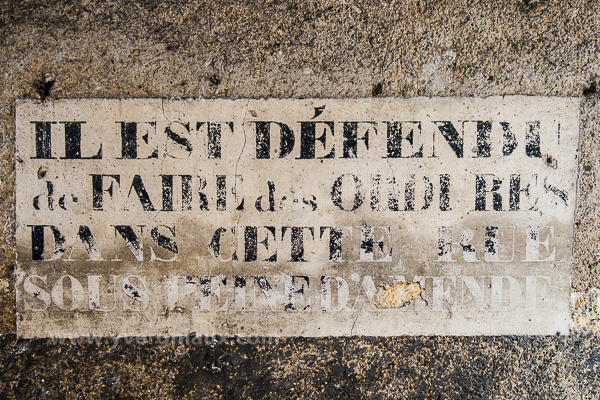 IL EST DÉFENDU
de FAIRE des ORDURES
DANS CETTE RUE
SOUS PEINE D'AMENDE